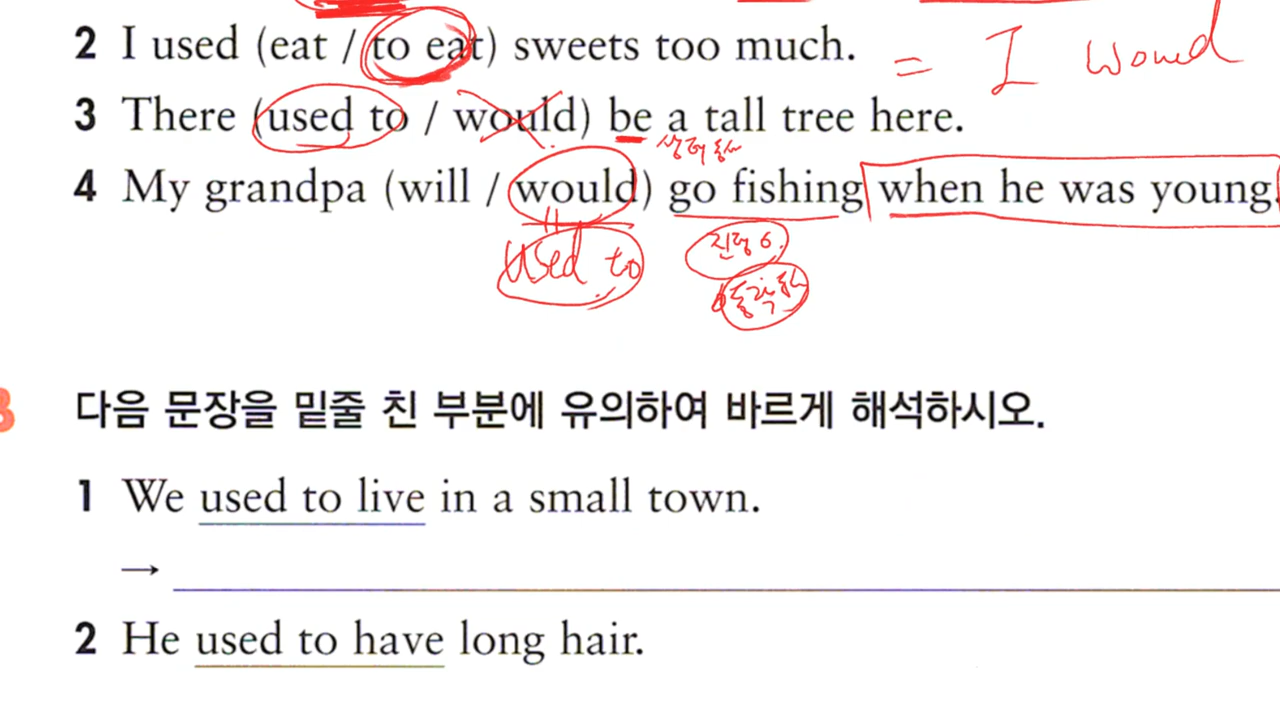 2 I used (eat / to eat) sweets too much. = I would
3 There (used to / would) be a tall tree here.
상태 동사
4 My grandpa (will / would) go fishing when he was young.
used to
동작동사
다음 문장을 밑줄 친 부분에 유의하여 바르게 해석하시오.
1 We used to live in a small town.
→
2 He used to have long hair.